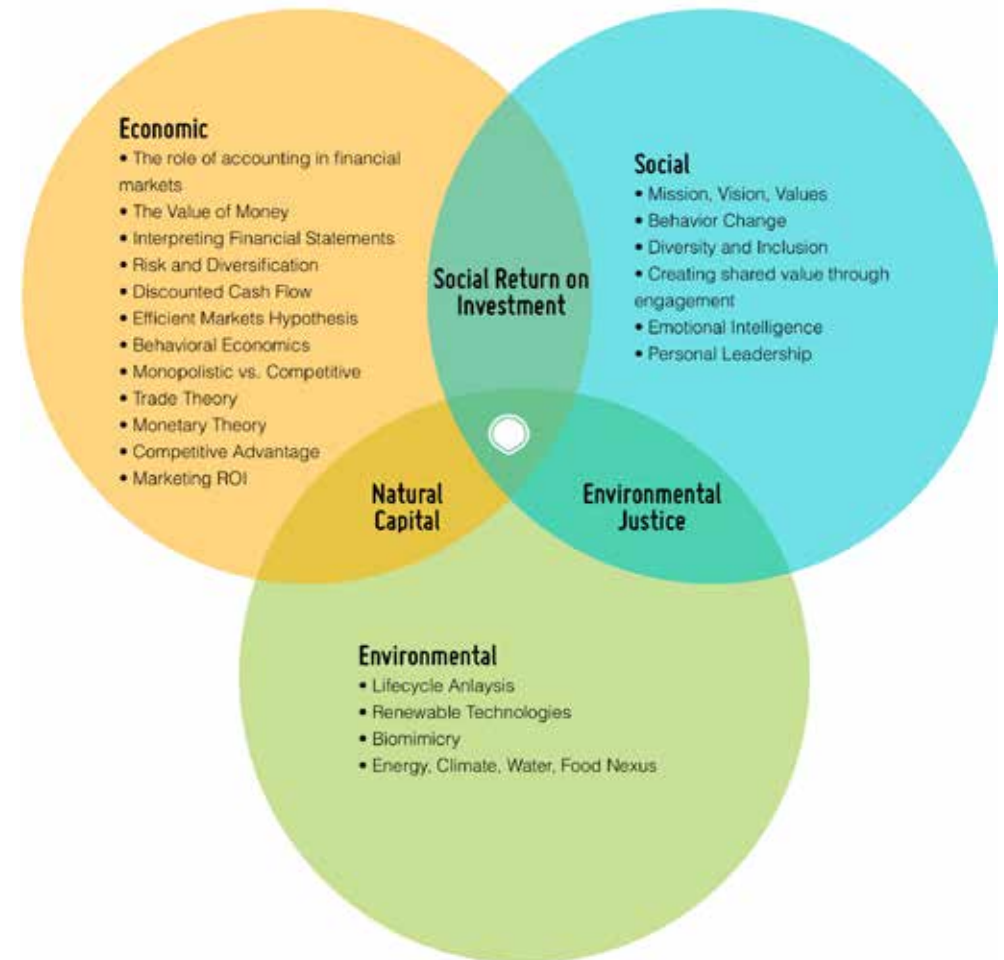 Economic
• The role of accounting in financial
markets
• The Value of Money
• Interpreting Financial Statements
• Risk and Diversification
• Discounted Cash Flow
• Efficient Markets Hypothesis
• Behavioral Economics
• Monopolistic vs. Competitive
• Trade Theory
• Monetary Theory
• Competitive Advantage
• Marketing ROI
Social
• Mission, Vision, Values
• Behavior Change
• Diversity and Inclusion
• Creating shared value through
engagement
• Emotional Intelligence
• Personal Leadership
Social Return on
Investment
Natural
Capital
Environmental
Justice
Environmental
• Lifecycle Anlaysis
• Renewable Technologies
• Biomimicry
• Energy, Climate, Water, Food Nexus